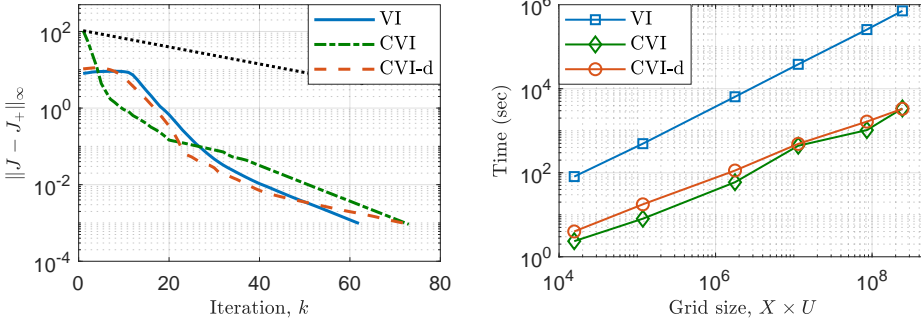 VI
CVI
CVI-d
10^2
10^0
10^-2
10^-4
‖J − J₊‖∞
0 20 40 60 80
Iteration, k
VI
CVI
CVI-d
10^6
10^4
10^2
10^0
Time (sec)
10^4 10^6 10^8
Grid size, X × U